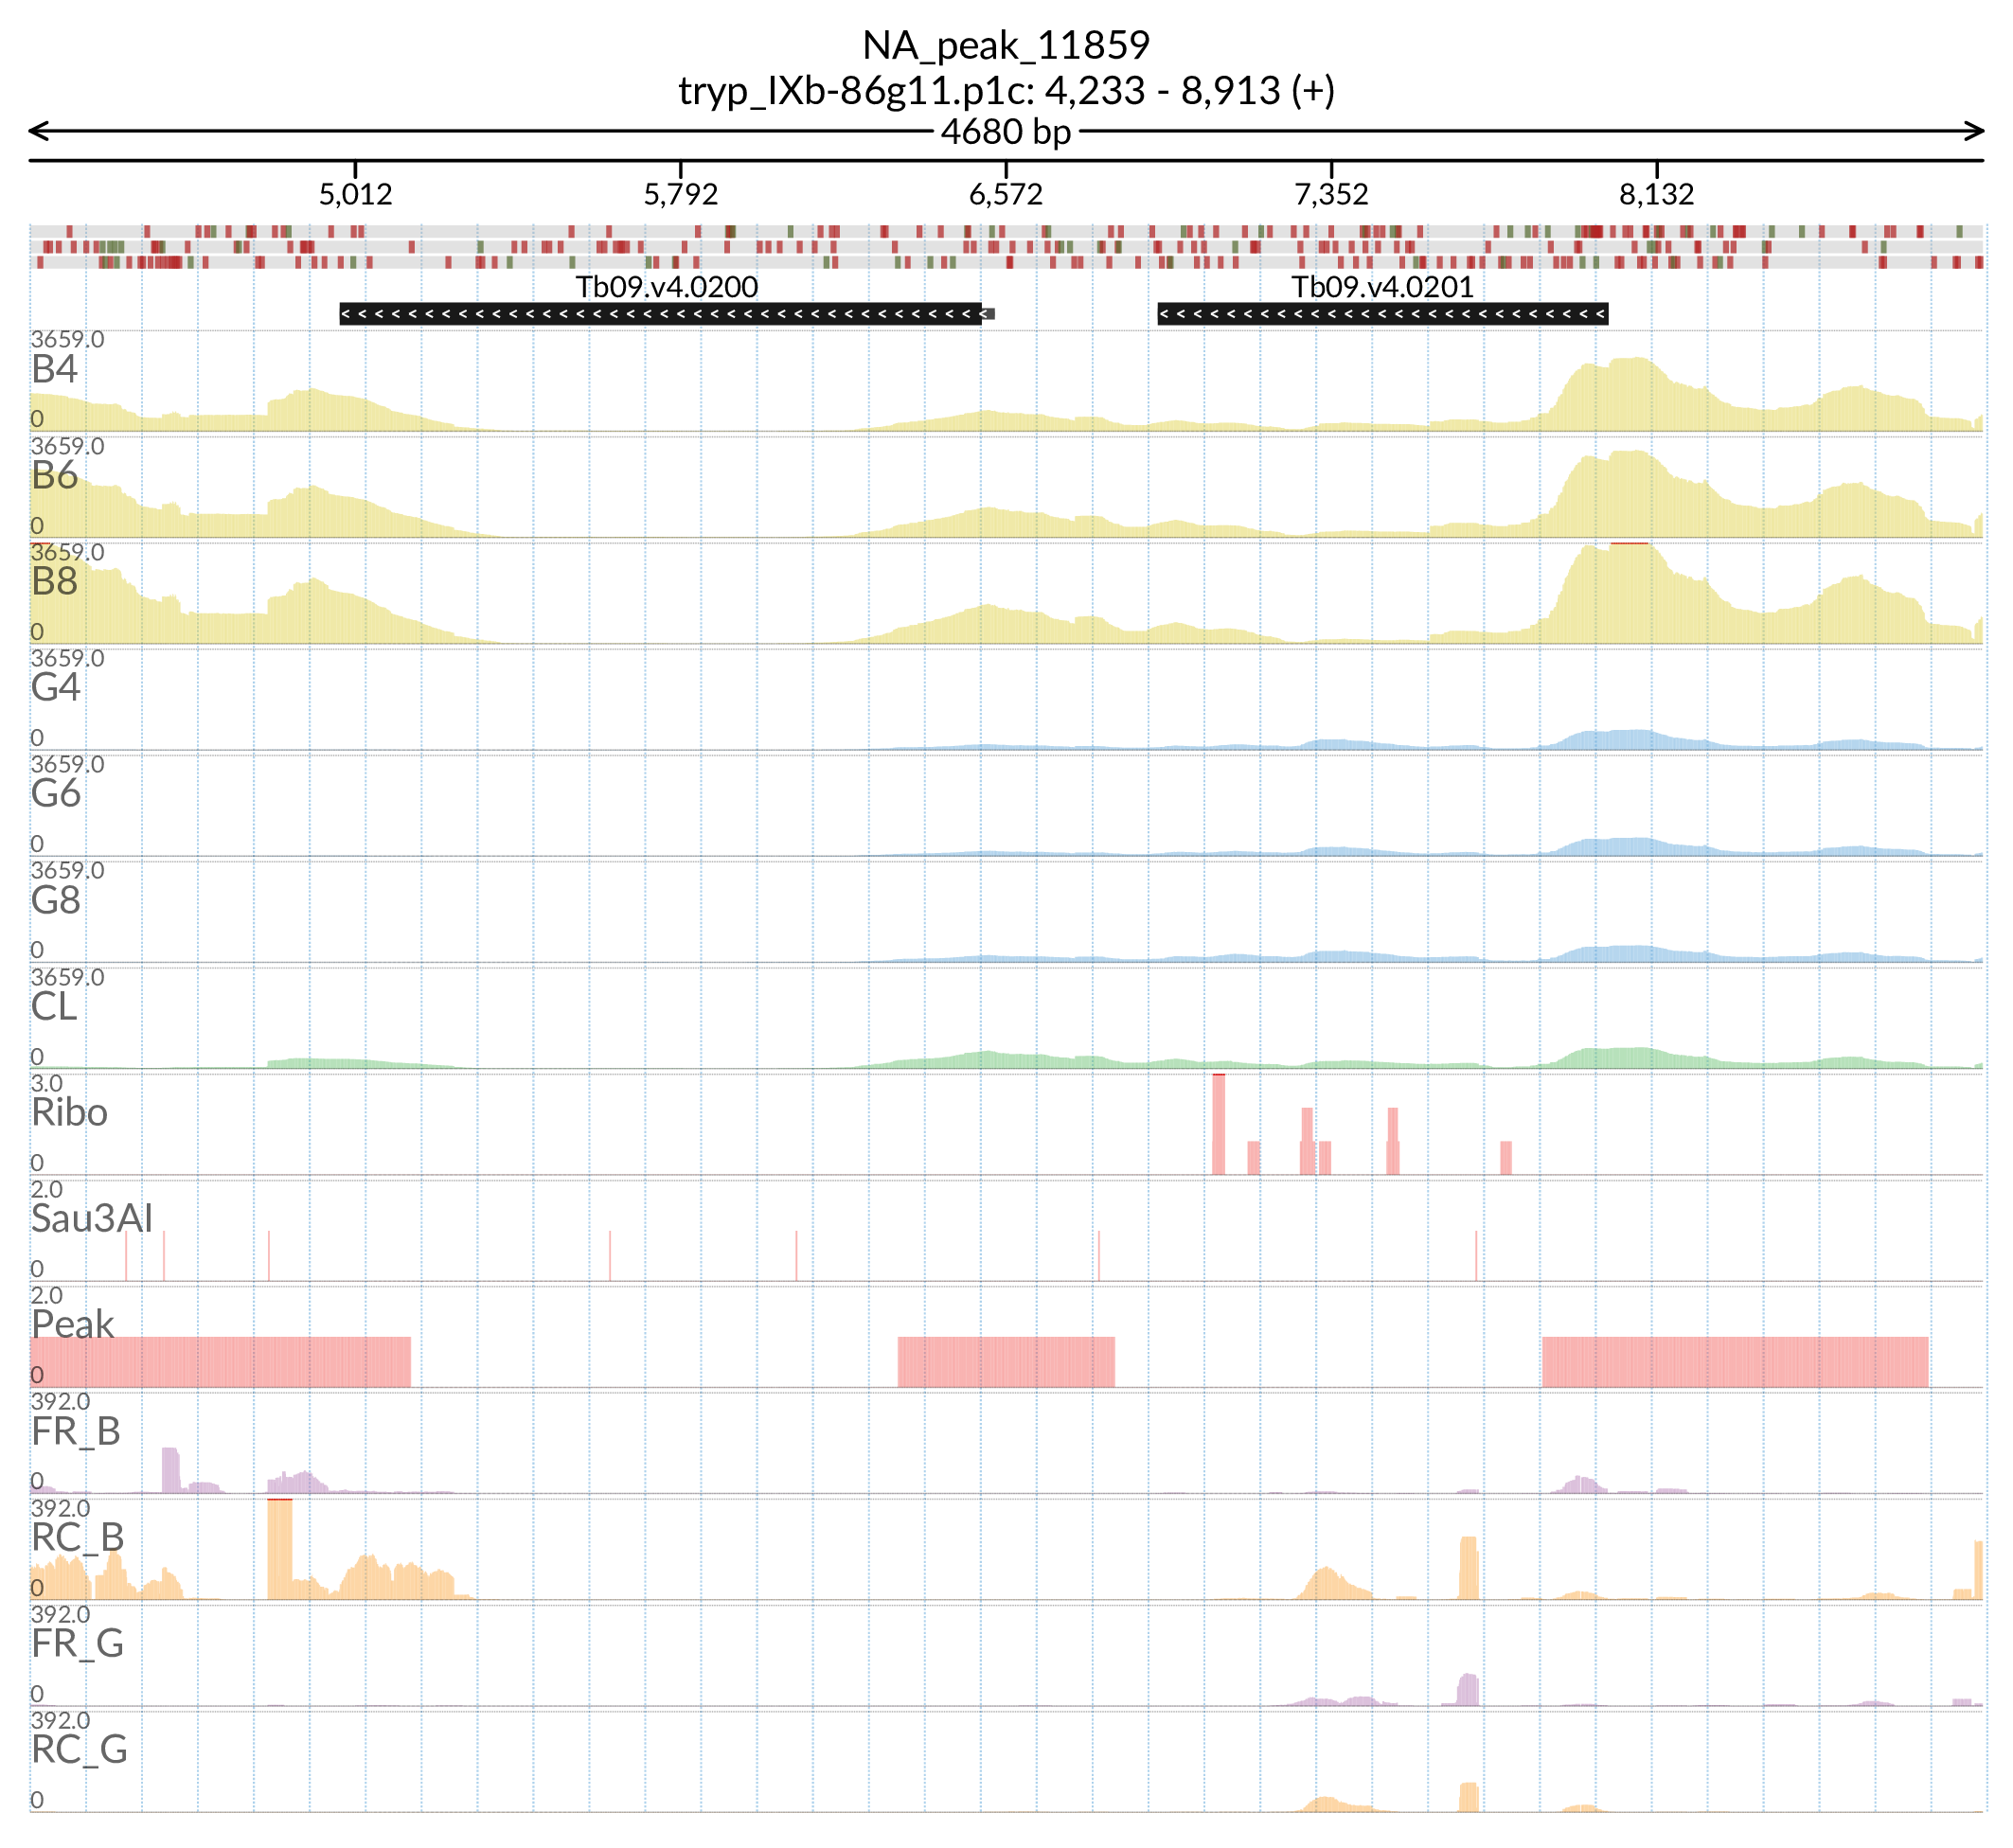 NA_peak_11859
tryp_IXb-86g11.p1c: 4,233 - 8,913 (+)
4680 bp
5,012 5,792 6,572 7,352 8,132
Tb09.v4.0200 Tb09.v4.0201
3659.0
B4
0
3659.0
B6
0
3659.0
B8
0
3659.0
G4
0
3659.0
G6
0
3659.0
G8
0
3659.0
CL
0
3.0
Ribo
0
2.0
Sau3AI
0
2.0
Peak
0
392.0
FR_B
0
392.0
RC_B
0
392.0
FR_G
0
392.0
RC_G
0